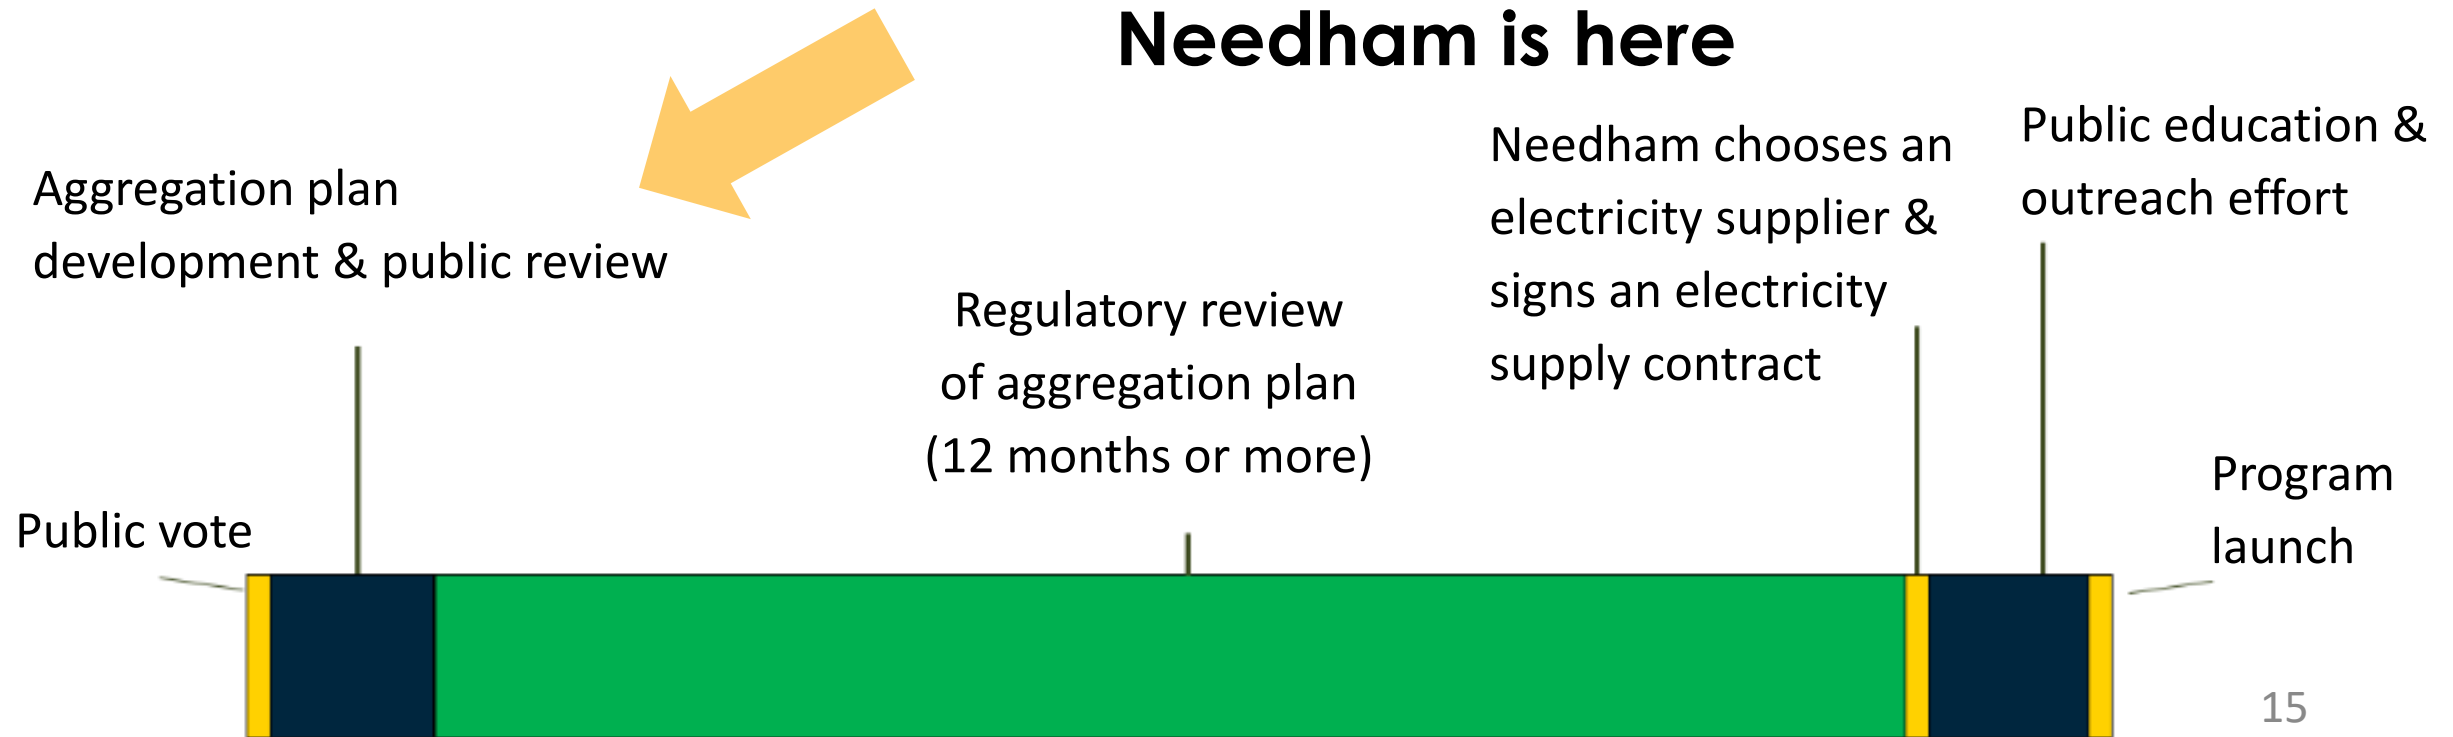 Needham is here
Aggregation plan
development & public review
Regulatory review
of aggregation plan
(12 months or more)
Needham chooses an
electricity supplier &
signs an electricity
supply contract
Public education &
outreach effort
Public vote
Program
launch
15